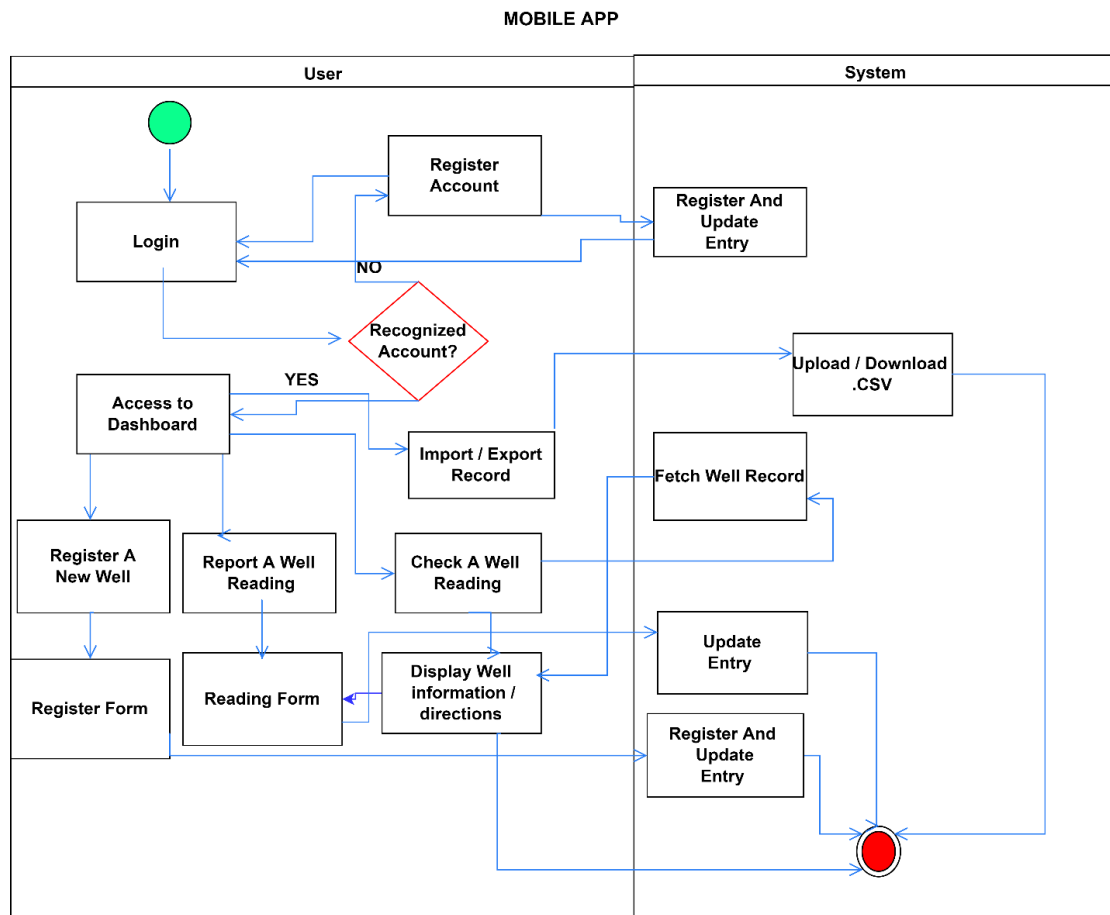 MOBILE APP
User
System
Register
Account
Register And
Update
Entry
Login
NO
Recognized
Account?
Upload / Download
.CSV
YES
Access to
Dashboard
Import / Export
Record
Fetch Well Record
Register A
New Well
Report A Well
Reading
Check A Well
Reading
Update
Entry
Register Form
Reading Form
Display Well
information /
directions
Register And
Update
Entry